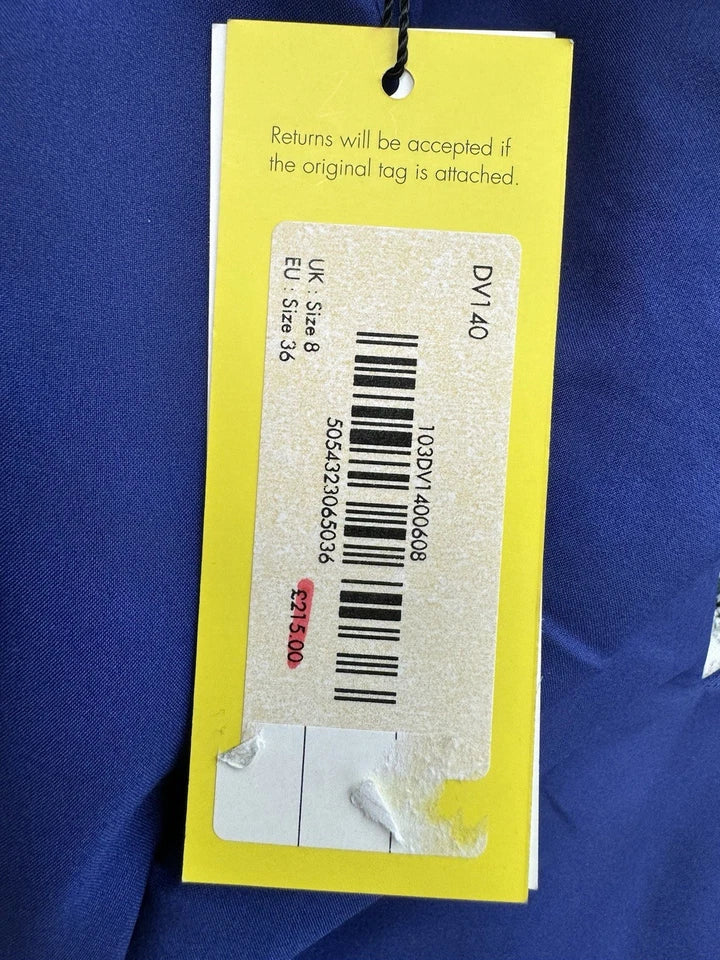 Returns will be accepted if
the original tag is attached.
DV140
103DV1400608
5054323065036
UK : Size 8
EU : Size 36
£215.00